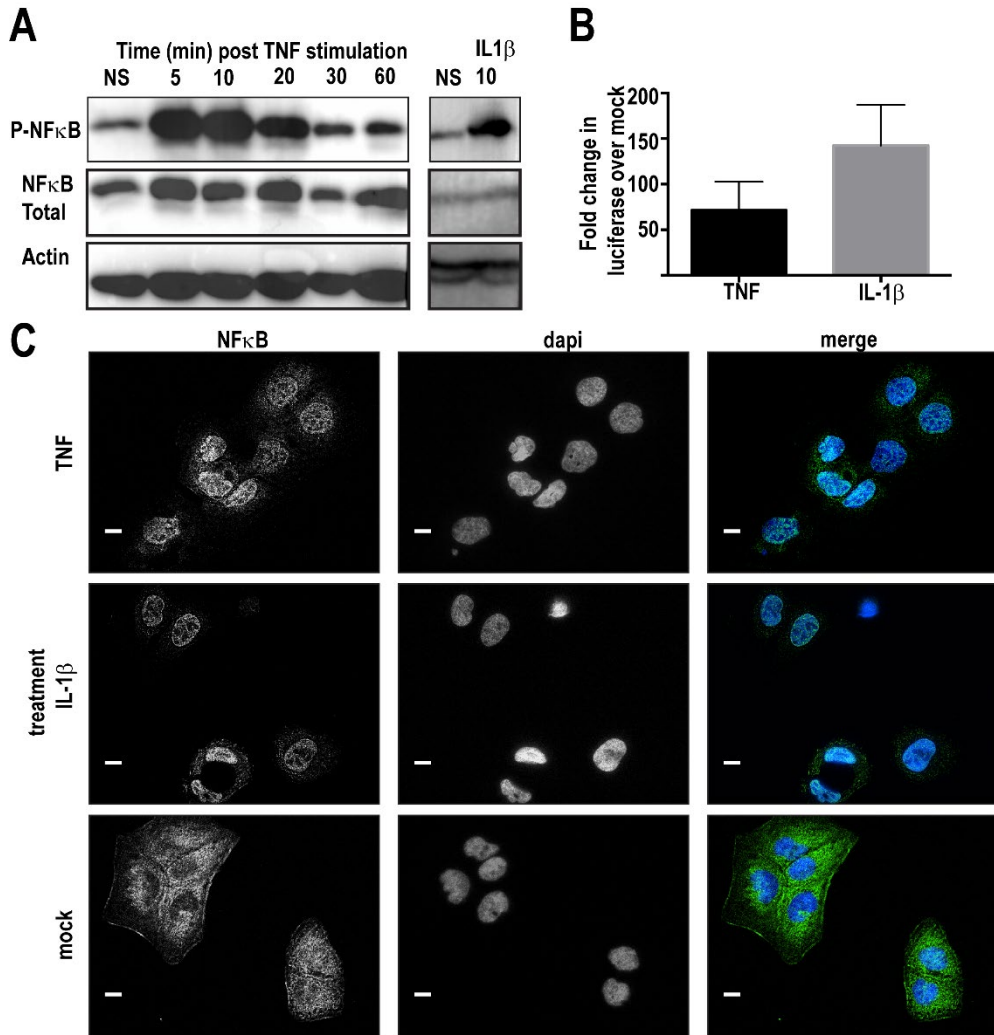 A
Time (min) post TNF stimulation
NS 5 10 20 30 60
IL1β
NS 10
P-NFκB
NFκB
Total
Actin
B
Fold change in
luciferase over mock
200
150
100
50
0
TNF IL-1β
C
NFκB dapi merge
TNF
treatment
IL-1β
mock